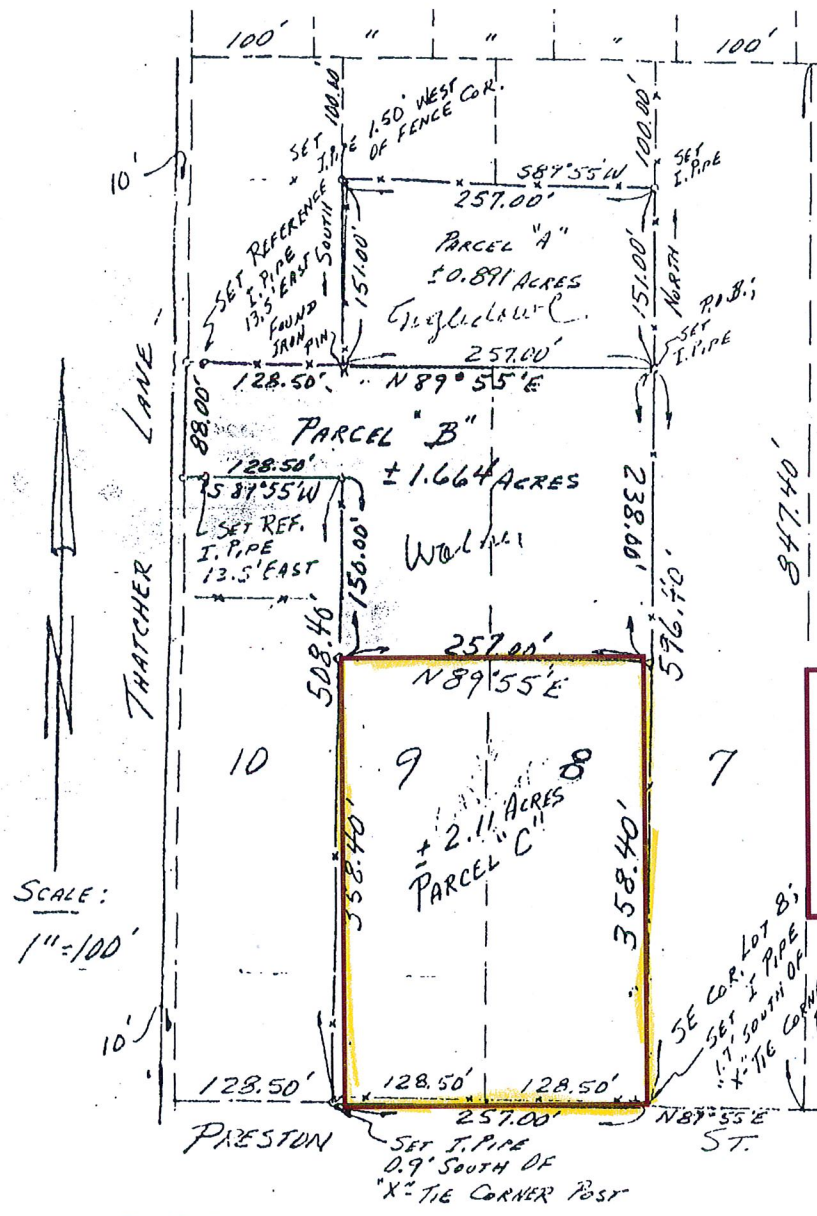 100' " " " 100'
100.00'
100.00'
SET
I.PIPE 1.50' WEST
OF FENCE COR.
10'
S87°55'W
257.00'
SET
I.PIPE
SET REFERENCE
I.PIPE
13.5' EAST
SOUTH
151.00'
PARCEL "A"
±0.891 ACRES
151.00'
NORTH
P.O.B.;
SET
I.PIPE
FOUND
IRON
PIN
257.00'
128.50'
N 89°55'E
LANE
88.00'
PARCEL "B"
±1.664 ACRES
128.50'
S 87°55'W
SET REF.
I.PIPE
13.5' EAST
150.00'
238.00'
847.40'
THATCHER
508.40'
596.40'
257.00'
N89°55'E
N
10
9
8
7
± 2.11 ACRES
PARCEL "C"
358.40'
358.40'
SCALE:
1"=100'
10'
SE COR. LOT 8;
SET I PIPE
1.7' SOUTH OF
"X" TIE
128.50'
128.50'
128.50'
257.00'
N89°55'E
PRESTON
ST.
SET I.PIPE
0.9' SOUTH OF
"X" TIE CORNER POST